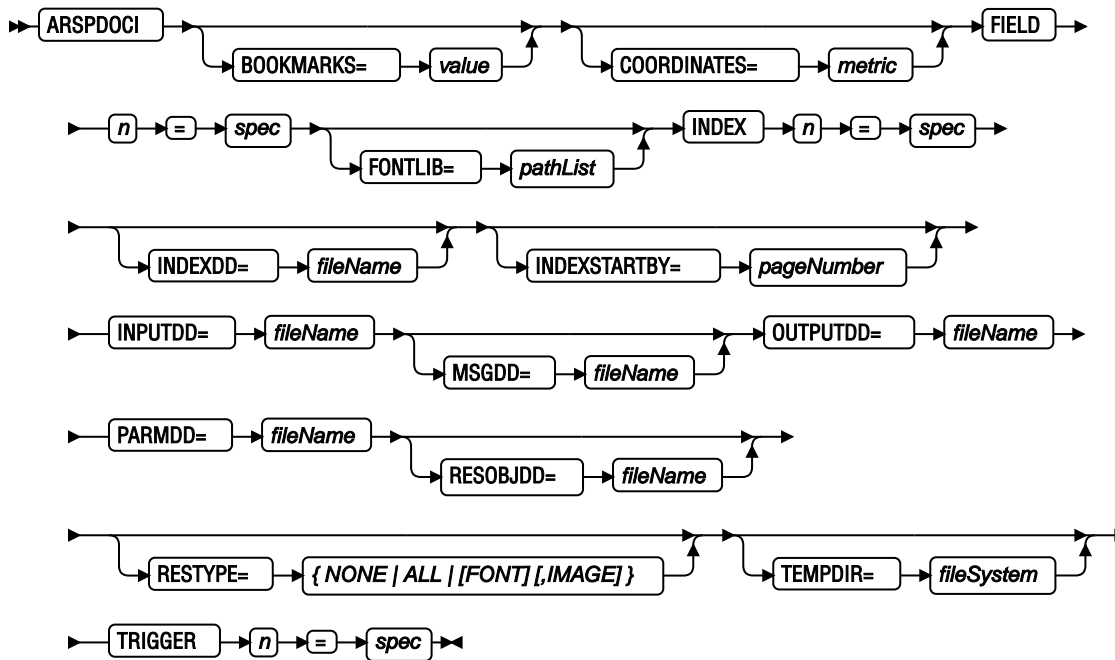 ARSPDOCI BOOKMARKS= value COORDINATES= metric FIELD
n = spec FONTLIB= pathList INDEX n = spec
INDEXDD= fileName INDEXSTARTBY= pageNumber
INPUTDD= fileName MSGDD= fileName OUTPUTDD= fileName
PARMDD= fileName RESOBJDD= fileName
RESTYPE= { NONE | ALL | [FONT] [,IMAGE] } TEMPDIR= fileSystem
TRIGGER n = spec